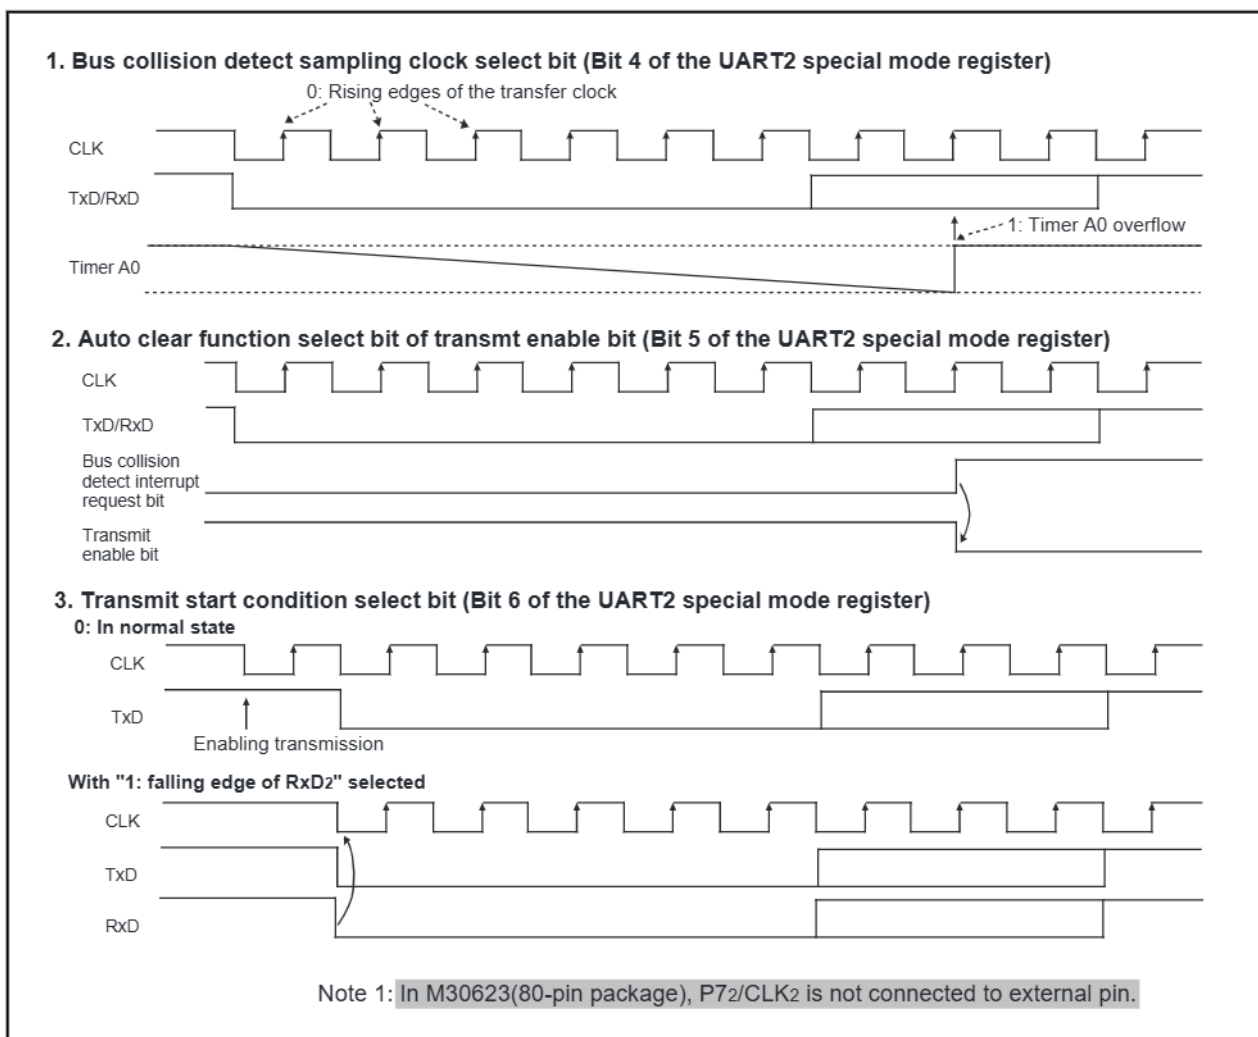 1. Bus collision detect sampling clock select bit (Bit 4 of the UART2 special mode register)
0: Rising edges of the transfer clock
CLK
TxD/RxD
1: Timer A0 overflow
Timer A0
2. Auto clear function select bit of transmt enable bit (Bit 5 of the UART2 special mode register)
CLK
TxD/RxD
Bus collision
detect interrupt
request bit
Transmit
enable bit
3. Transmit start condition select bit (Bit 6 of the UART2 special mode register)
0: In normal state
CLK
TxD
Enabling transmission
With "1: falling edge of RxD2" selected
CLK
TxD
RxD
Note 1: In M30623(80-pin package), P72/CLK2 is not connected to external pin.